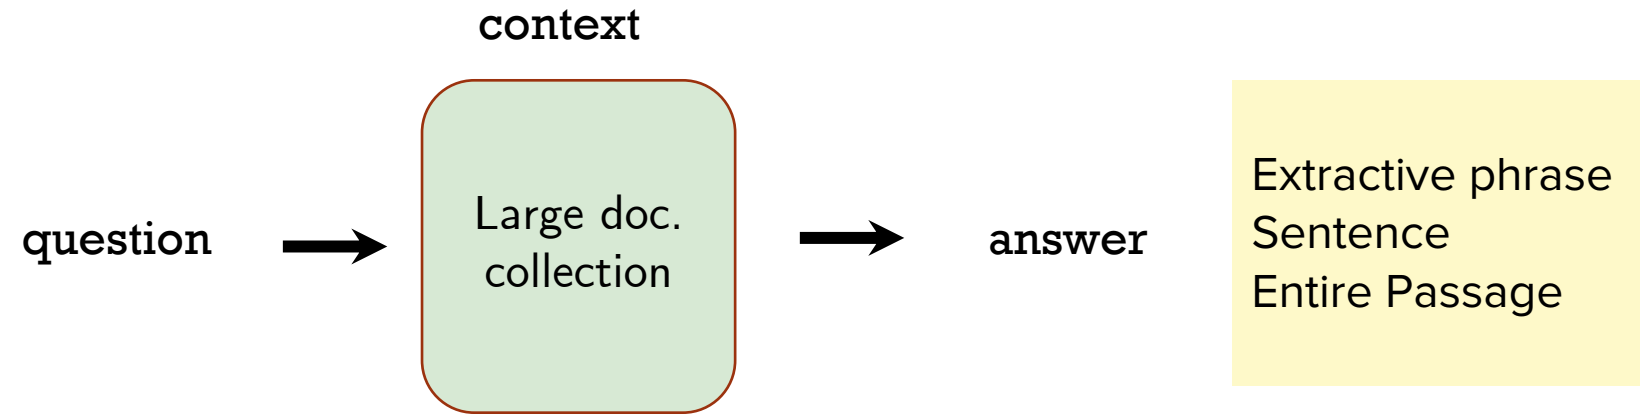 context
question
Large doc.
collection
answer
Extractive phrase
Sentence
Entire Passage